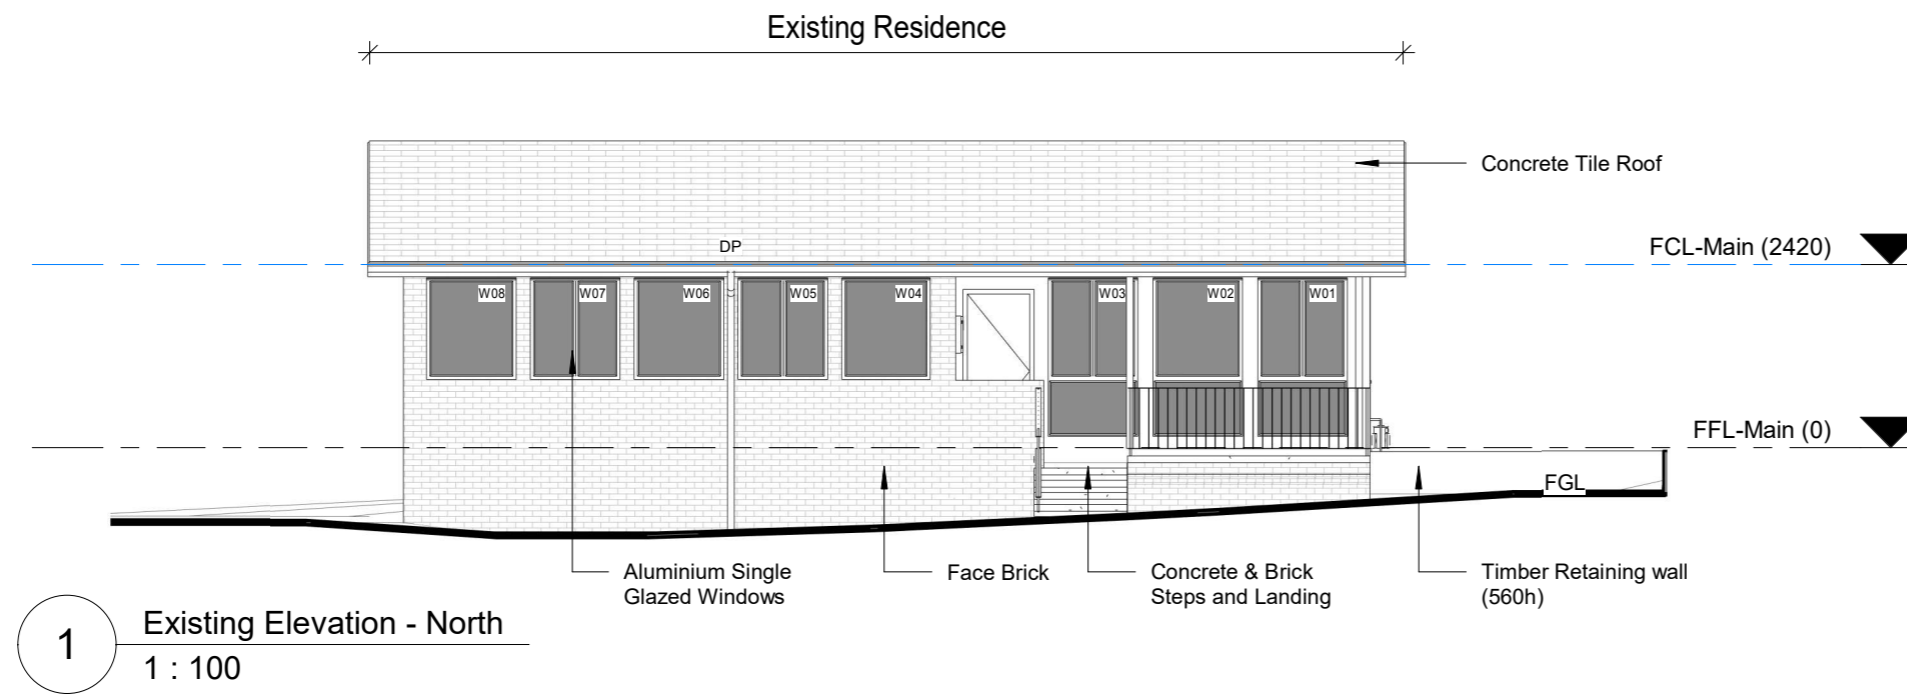 Existing Residence
Concrete Tile Roof
DP
FCL-Main (2420)
W08
W07
W06
W05
W04
W03
W02
W01
FFL-Main (0)
FGL
Aluminium Single
Glazed Windows
Face Brick
Concrete & Brick
Steps and Landing
Timber Retaining wall
(560h)
1
Existing Elevation - North
1 : 100